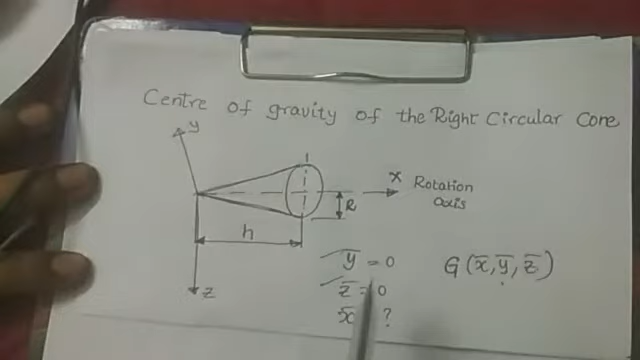 Centre of gravity of the Right Circular Cone
y
x Rotation
axis
R
h
z
y̅ = 0
G (x̅, y̅, z̅)
z̅ = 0
x̅ ?